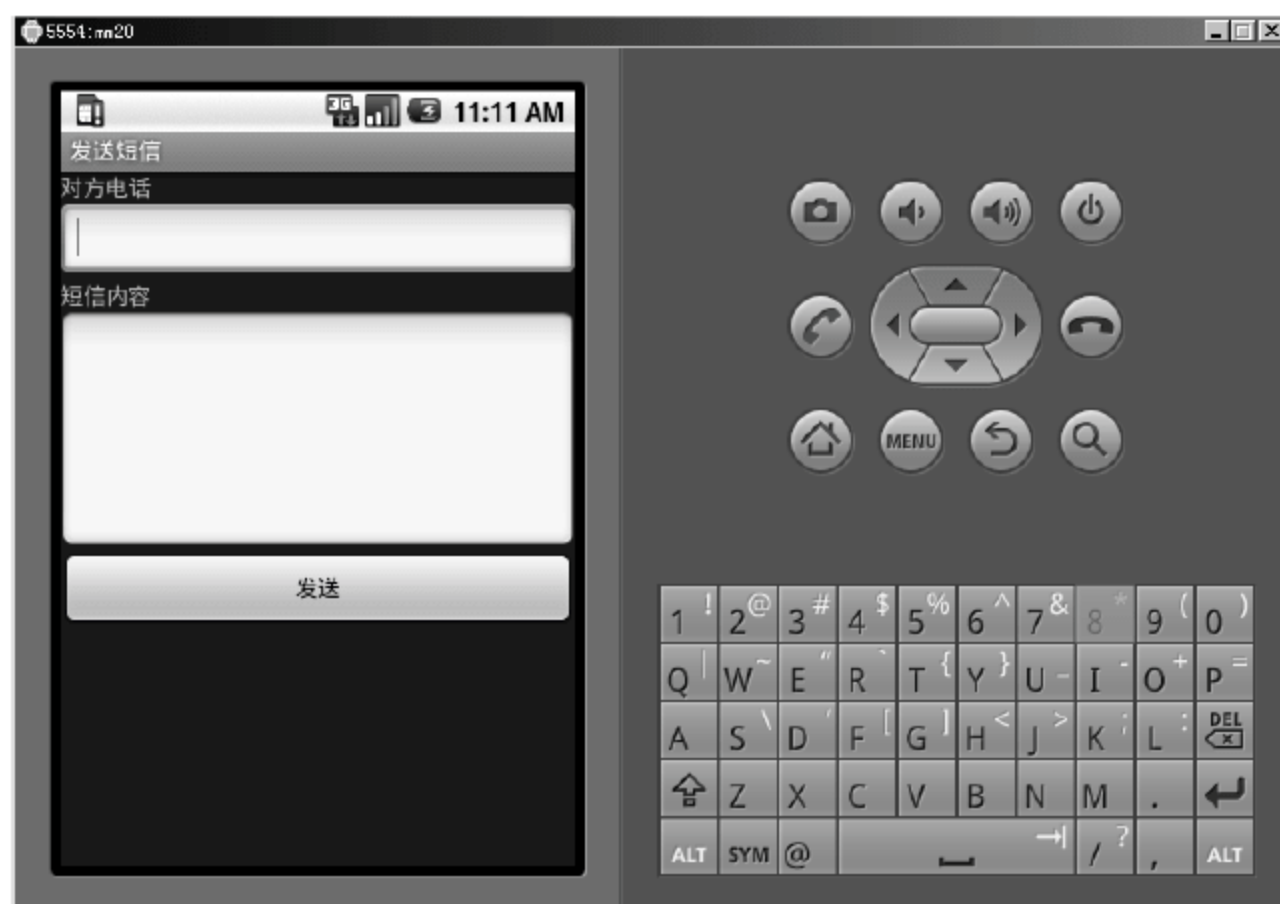 5554:mm20
3G 11:11 AM
发送短信
对方电话
短信内容
发送
MENU
1 ! 2 @ 3 # 4 $ 5 % 6 ^ 7 & 8 * 9 ( 0 )
Q | W ~ E “ R ` T { Y } U - I - O + P =
A S \ D ' F [ G ] H < J > K ; L : DEL
Z X C V B N M .
ALT SYM @ / ? , ALT